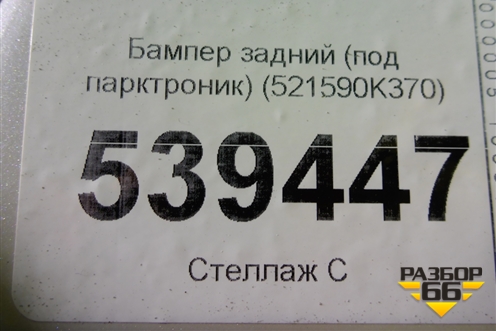 Бампер задний (под
парктроник) (521590K370)
539447
Стеллаж С
РАЗБОР
66